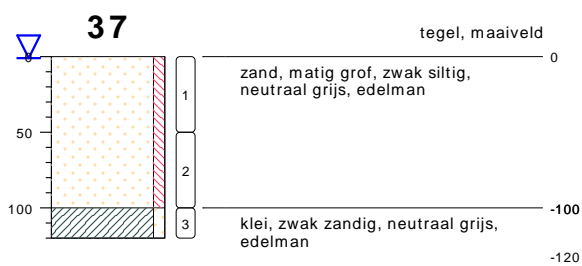 37
tegel, maaiveld
0
0
zand, matig grof, zwak siltig,
neutraal grijs, edelman
1
50
2
100
-100
3
klei, zwak zandig, neutraal grijs,
edelman
-120